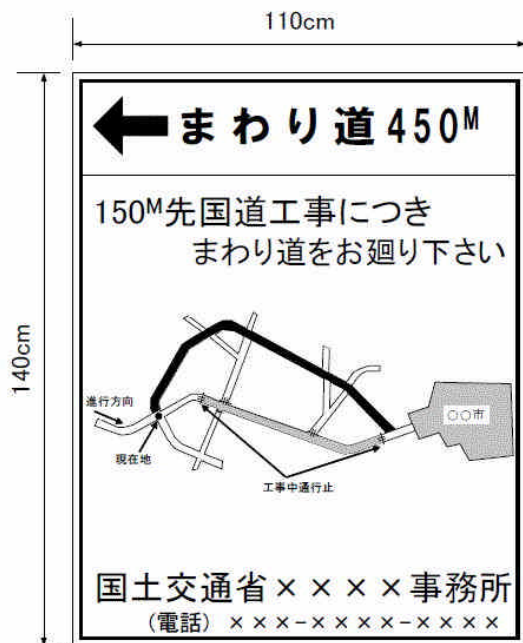 110cm
140cm
まわり道450M
150M先国道工事につき
まわり道をお廻り下さい
進行方向
現在地
○○市
工事中通行止
国土交通省××××事務所
(電話) ×××-××××-××××